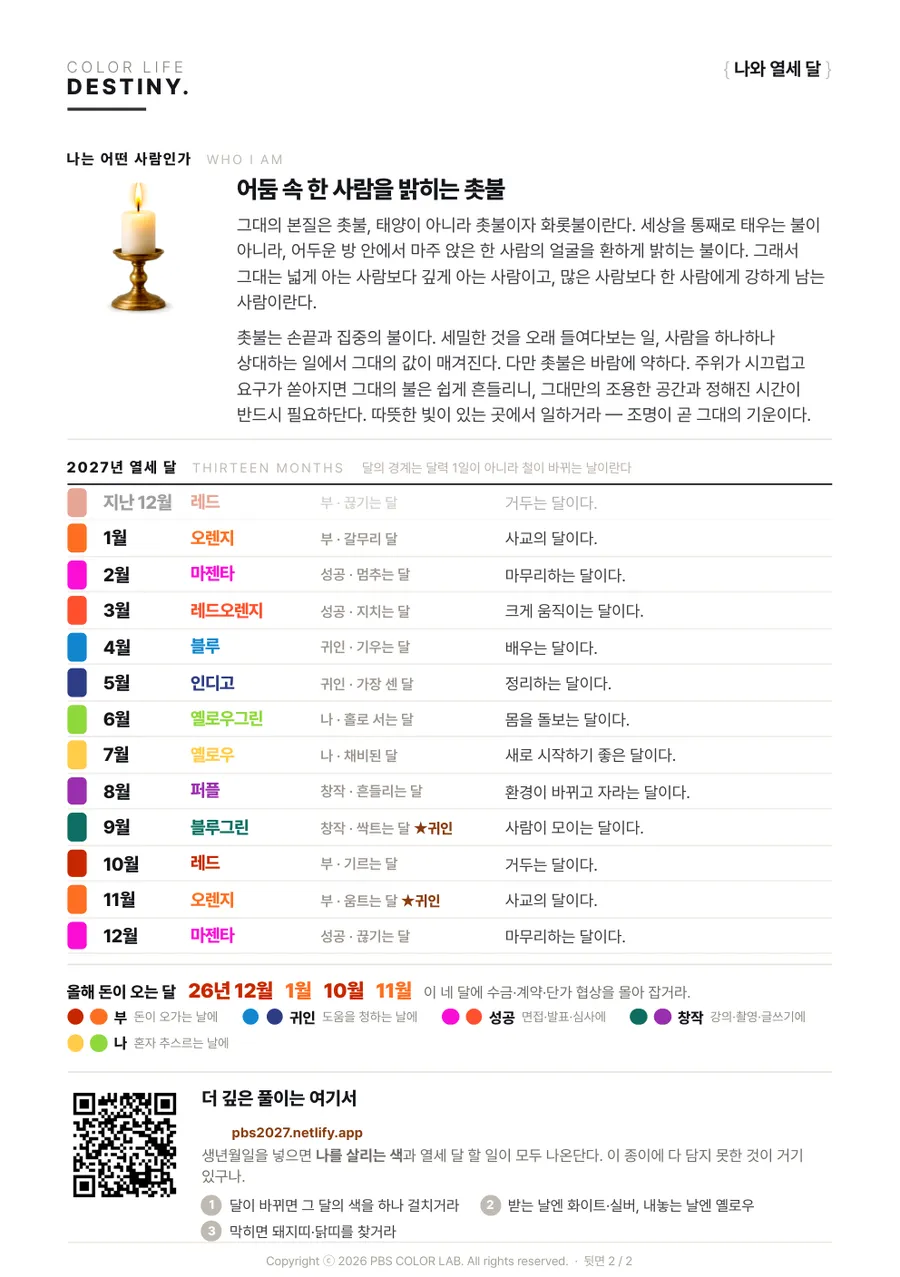 COLOR LIFE
DESTINY.
{ 나와 열세 달 }
나는 어떤 사람인가 WHO I AM
어둠 속 한 사람을 밝히는 촛불
그대의 본질은 촛불, 태양이 아니라 촛불이자 화롯불이란다. 세상을 통째로 태우는 불이
아니라, 어두운 방 안에서 마주 앉은 한 사람의 얼굴을 환하게 밝히는 불이다. 그래서
그대는 넓게 아는 사람보다 깊게 아는 사람이고, 많은 사람보다 한 사람에게 강하게 남는
사람이란다.
촛불는 손끝과 집중의 불이다. 세밀한 것을 오래 들여다보는 일, 사람을 하나하나
상대하는 일에서 그대의 값이 매겨진다. 다만 촛불은 바람에 약하다. 주위가 시끄럽고
요구가 쏟아지면 그대의 불은 쉽게 흔들리니, 그대만의 조용한 공간과 정해진 시간이
반드시 필요하단다. 따뜻한 빛이 있는 곳에서 일하거라 — 조명이 곧 그대의 기운이다.
2027년 열세 달 THIRTEEN MONTHS 달의 경계는 달력 1일이 아니라 철이 바뀌는 날이란다
지난 12월 레드 부 · 끊기는 달 거두는 달이다.
1월 오렌지 부 · 갈무리 달 사교의 달이다.
2월 마젠타 성공 · 멈추는 달 마무리하는 달이다.
3월 레드오렌지 성공 · 지치는 달 크게 움직이는 달이다.
4월 블루 귀인 · 기우는 달 배우는 달이다.
5월 인디고 귀인 · 가장 센 달 정리하는 달이다.
6월 옐로우그린 나 · 홀로 서는 달 몸을 돌보는 달이다.
7월 옐로우 나 · 채비된 달 새로 시작하기 좋은 달이다.
8월 퍼플 창작 · 흔들리는 달 환경이 바뀌고 자라는 달이다.
9월 블루그린 창작 · 싹트는 달 ★귀인 사람이 모이는 달이다.
10월 레드 부 · 기르는 달 거두는 달이다.
11월 오렌지 부 · 움트는 달 ★귀인 사교의 달이다.
12월 마젠타 성공 · 끊기는 달 마무리하는 달이다.
올해 돈이 오는 달 26년 12월 1월 10월 11월 이 네 달에 수금·계약·단가 협상을 몰아 잡거라.
부 돈이 오가는 날에 귀인 도움을 청하는 날에 성공 면접·발표·심사에 창작 강의·촬영·글쓰기에
나 혼자 추스르는 날에
더 깊은 풀이는 여기서
pbs2027.netlify.app
생년월일을 넣으면 나를 살리는 색과 열세 달 할 일이 모두 나온단다. 이 종이에 다 담지 못한 것이 거기
있구나.
1 달이 바뀌면 그 달의 색을 하나 걸치거라 2 받는 날엔 화이트·실버, 내놓는 날엔 옐로우
3 막히면 돼지띠·닭띠를 찾거라
Copyright ⓒ 2026 PBS COLOR LAB. All rights reserved. · 뒷면 2 / 2